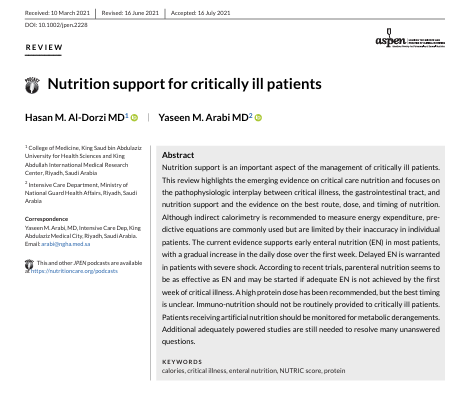 Received: 10 March 2021 | Revised: 16 June 2021 | Accepted: 16 July 2021
DOI: 10.1002/jpen.2228
aspen
REVIEW
Nutrition support for critically ill patients
Hasan M. Al-Dorzi MD1 | Yaseen M. Arabi MD2
1 College of Medicine, King Saud bin Abdulaziz
University for Health Sciences and King
Abdullah International Medical Research
Center, Riyadh, Saudi Arabia
2 Intensive Care Department, Ministry of
National Guard Health Affairs, Riyadh, Saudi
Arabia
Correspondence
Yaseen M. Arabi, MD, Intensive Care Dep, King
Abdulaziz Medical City, Riyadh, Saudi Arabia.
Email: arabi@ngha.med.sa
This and other JPEN podcasts are available
at https://nutritioncare.org/podcasts
Abstract
Nutrition support is an important aspect of the management of critically ill patients.
This review highlights the emerging evidence on critical care nutrition and focuses on
the pathophysiologic interplay between critical illness, the gastrointestinal tract, and
nutrition support and the evidence on the best route, dose, and timing of nutrition.
Although indirect calorimetry is recommended to measure energy expenditure, pre-
dictive equations are commonly used but are limited by their inaccuracy in individual
patients. The current evidence supports early enteral nutrition (EN) in most patients,
with a gradual increase in the daily dose over the first week. Delayed EN is warranted
in patients with severe shock. According to recent trials, parenteral nutrition seems to
be as effective as EN and may be started if adequate EN is not achieved by the first
week of critical illness. A high protein dose has been recommended, but the best timing
is unclear. Immuno-nutrition should not be routinely provided to critically ill patients.
Patients receiving artificial nutrition should be monitored for metabolic derangements.
Additional adequately powered studies are still needed to resolve many unanswered
questions.
KEYWORDS
calories, critical illness, enteral nutrition, NUTRIC score, protein